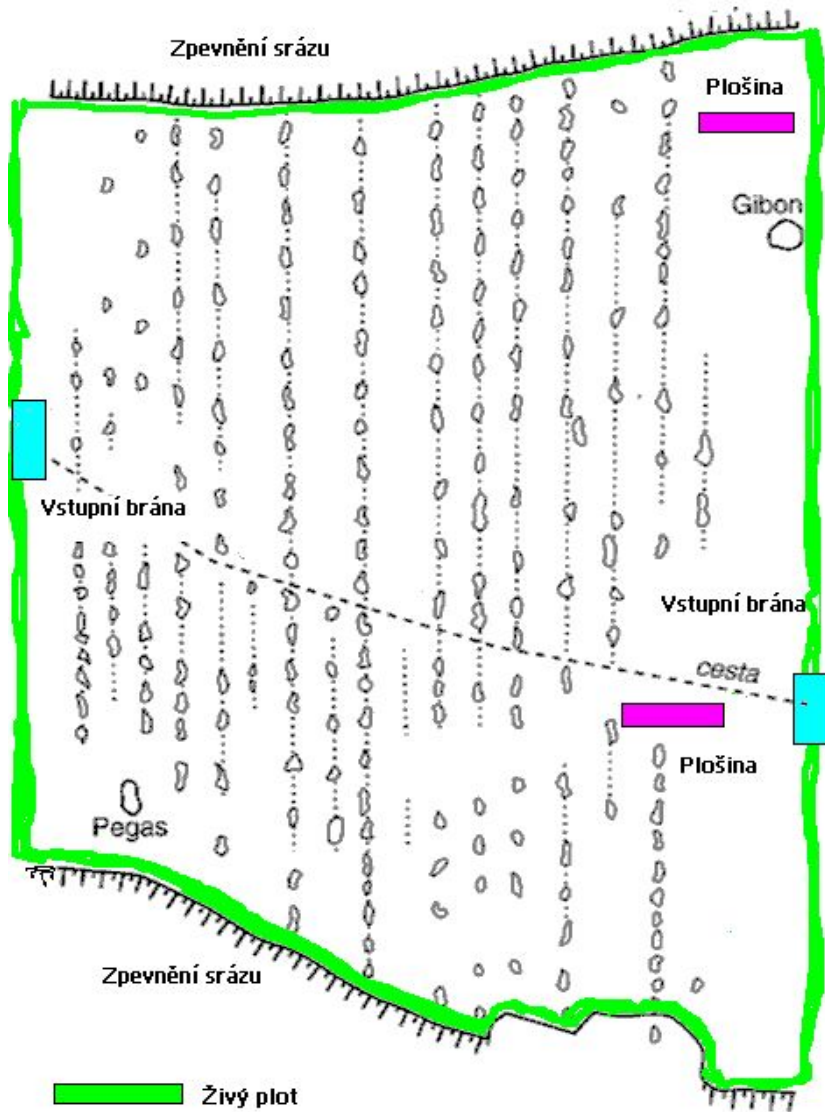 Zpevnění srázu
Plošina
Gibon
Vstupní brána
Vstupní brána
cesta
Plošina
Pegas
Zpevnění srázu
Živý plot